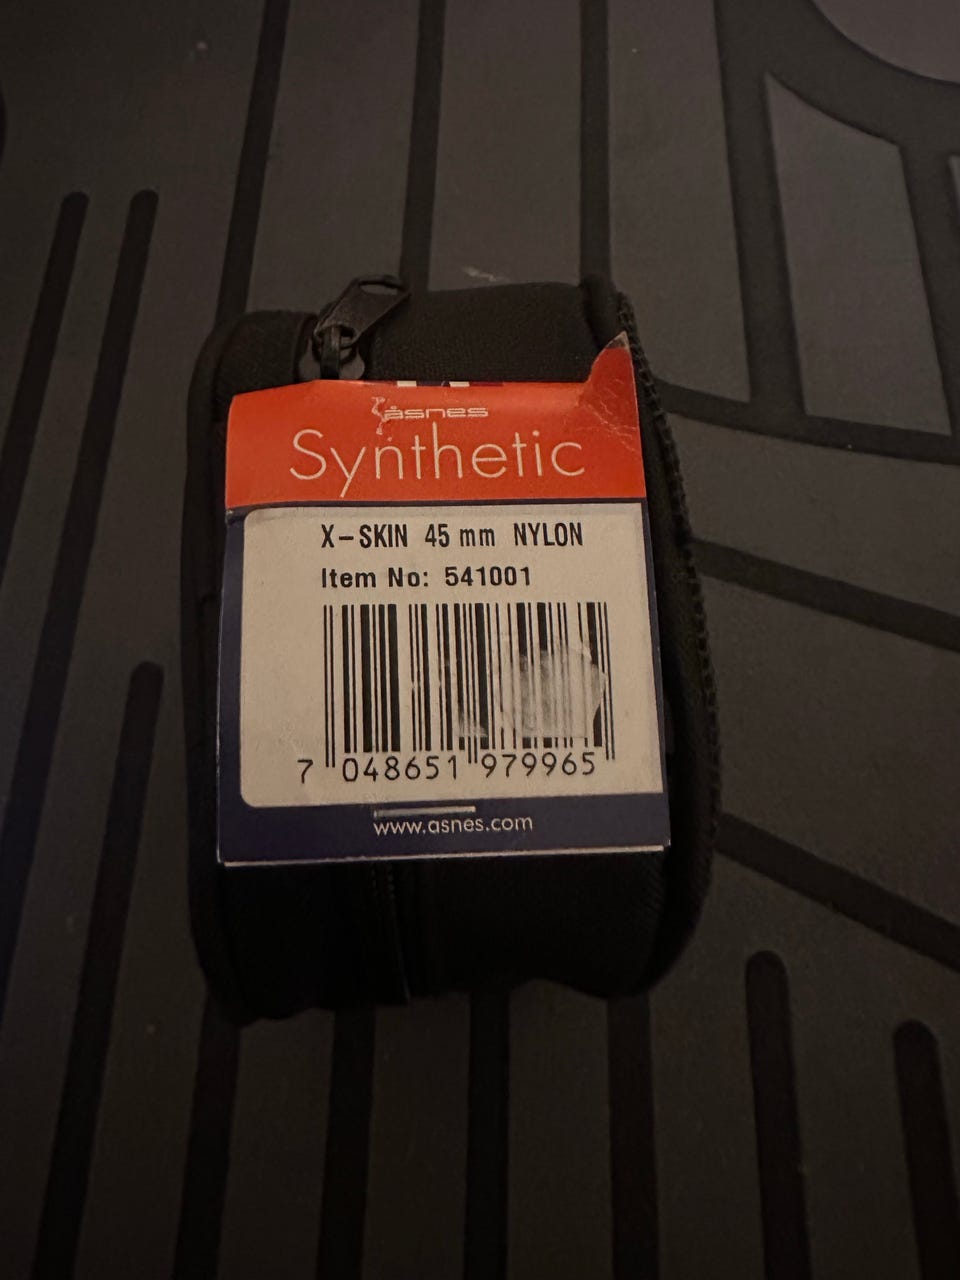 åsnes
Synthetic
X-SKIN 45 mm NYLON
Item No: 541001
7 048651 979965
www.asnes.com